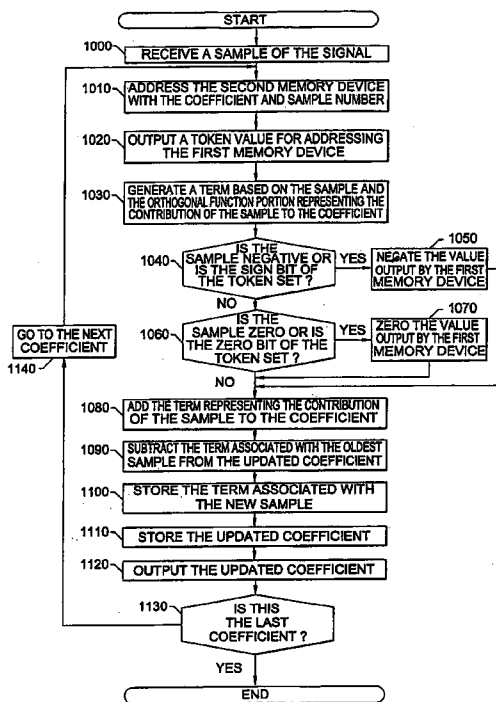 START
1000
RECEIVE A SAMPLE OF THE SIGNAL
1010
ADDRESS THE SECOND MEMORY DEVICE
WITH THE COEFFICIENT AND SAMPLE NUMBER
1020
OUTPUT A TOKEN VALUE FOR ADDRESSING
THE FIRST MEMORY DEVICE
1030
GENERATE A TERM BASED ON THE SAMPLE AND
THE ORTHOGONAL FUNCTION PORTION REPRESENTING THE
CONTRIBUTION OF THE SAMPLE TO THE COEFFICIENT
1040
IS THE
SAMPLE NEGATIVE OR
IS THE SIGN BIT OF
THE TOKEN SET ?
YES
1050
NEGATE THE VALUE
OUTPUT BY THE FIRST
MEMORY DEVICE
NO
1060
IS THE
SAMPLE ZERO OR IS
THE ZERO BIT OF THE
TOKEN SET ?
YES
1070
ZERO THE VALUE
OUTPUT BY THE FIRST
MEMORY DEVICE
GO TO THE NEXT
COEFFICIENT
1140
NO
1080
ADD THE TERM REPRESENTING THE CONTRIBUTION
OF THE SAMPLE TO THE COEFFICIENT
1090
SUBTRACT THE TERM ASSOCIATED WITH THE OLDEST
SAMPLE FROM THE UPDATED COEFFICIENT
1100
STORE THE TERM ASSOCIATED WITH
THE NEW SAMPLE
1110
STORE THE UPDATED COEFFICIENT
1120
OUTPUT THE UPDATED COEFFICIENT
1130
IS THIS
THE LAST
COEFFICIENT ?
YES
END